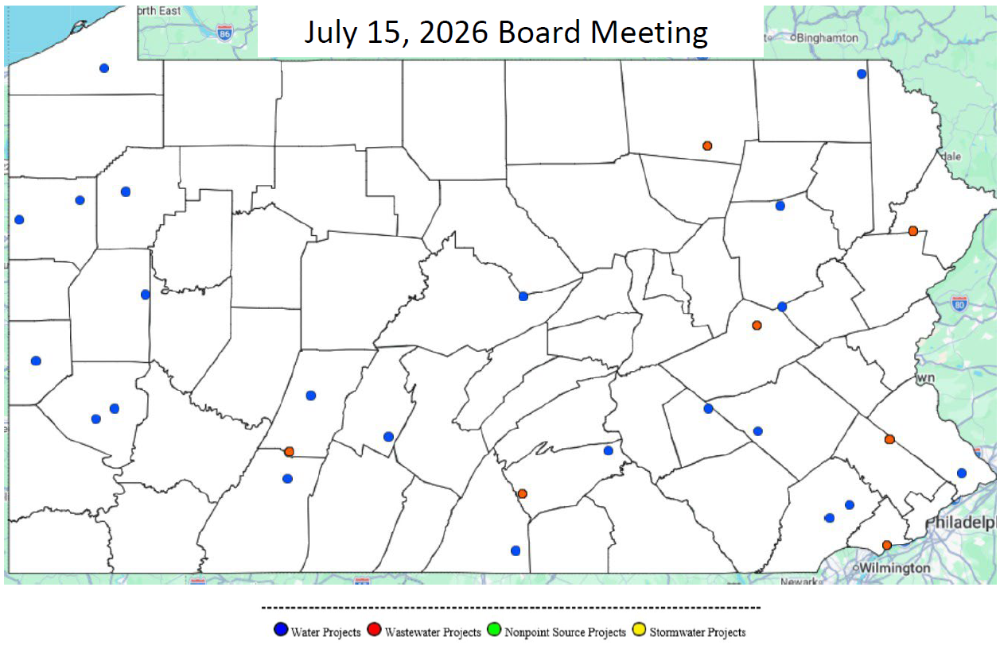 orth East
86
July 15, 2026 Board Meeting
Binghamton
dale
80
wn
Philadelph
Wilmington
Newark
Water Projects Wastewater Projects Nonpoint Source Projects Stormwater Projects